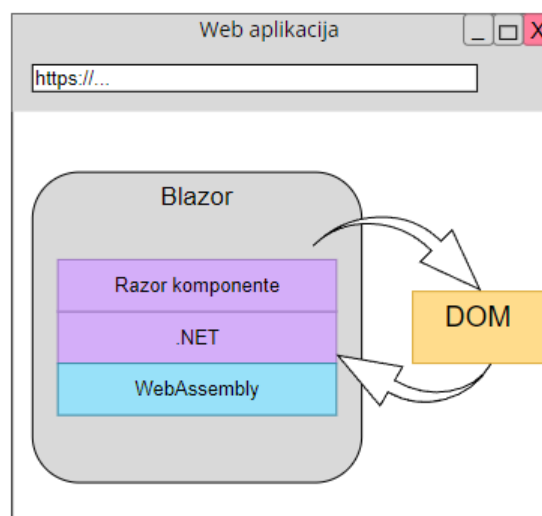 Web aplikacija
_ X
https://...
Blazor
Razor komponente
.NET
WebAssembly
DOM